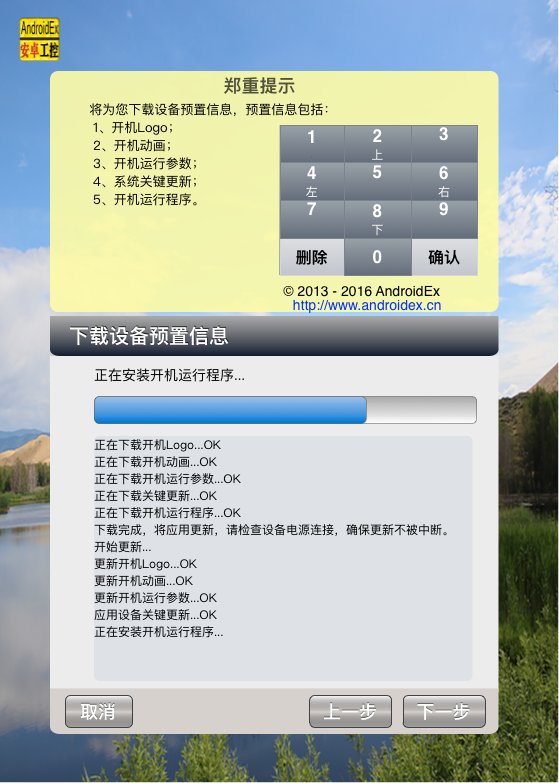 AndroidEx
安卓工控
郑重提示
将为您下载设备预置信息，预置信息包括：
1、开机Logo；
2、开机动画；
3、开机运行参数；
4、系统关键更新；
5、开机运行程序。
1 2 3
上
4 5 6
左 右
7 8 9
下
删除 0 确认
© 2013 - 2016 AndroidEx
http://www.androidex.cn
下载设备预置信息
正在安装开机运行程序...
正在下载开机Logo...OK
正在下载开机动画...OK
正在下载开机运行参数...OK
正在下载关键更新...OK
正在下载开机运行程序...OK
下载完成，将应用更新，请检查设备电源连接，确保更新不被中断。
开始更新...
更新开机Logo...OK
更新开机动画...OK
更新开机运行参数...OK
应用设备关键更新...OK
正在安装开机运行程序...
取消 上一步 下一步